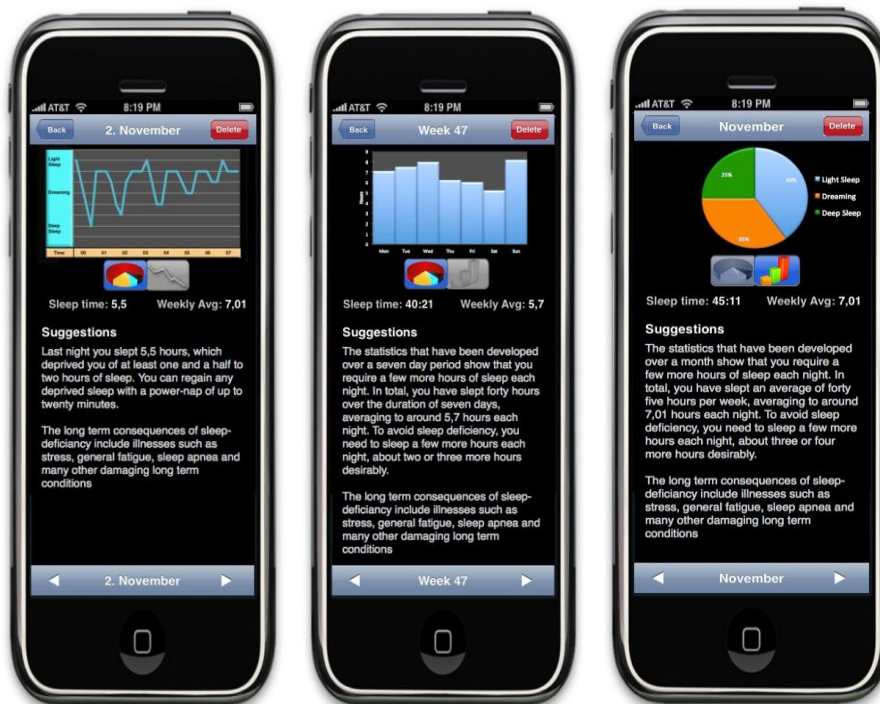 AT&T 8:19 PM
Back 2. November Delete
Light Sleep
Dreaming
Deep Sleep
Time 00 01 02 03 04 05 06 07
Sleep time: 5,5 Weekly Avg: 7,01
Suggestions
Last night you slept 5,5 hours, which
deprived you of at least one and a half to
two hours of sleep. You can regain any
deprived sleep with a power-nap of up to
twenty minutes.
The long term consequences of sleep-
deficiancy include illnesses such as
stress, general fatigue, sleep apnea and
many other damaging long term
conditions
2. November
AT&T 8:19 PM
Back Week 47 Delete
Hours
9
8
7
6
5
4
3
2
1
0
Mon Tue Wed Thu Fri Sat Sun
Sleep time: 40:21 Weekly Avg: 5,7
Suggestions
The statistics that have been developed
over a seven day period show that you
require a few more hours of sleep each
night. In total, you have slept forty hours
over the duration of seven days,
averaging to around 5,7 hours each
night. To avoid sleep deficiency, you
need to sleep a few more hours each
night, about two or three more hours
desirably.
The long term consequences of sleep-
deficiancy include illnesses such as
stress, general fatigue, sleep apnea and
many other damaging long term
conditions
Week 47
AT&T 8:19 PM
Back November Delete
25% 40%
35%
Light Sleep
Dreaming
Deep Sleep
Sleep time: 45:11 Weekly Avg: 7,01
Suggestions
The statistics that have been developed
over a month show that you require a
few more hours of sleep each night. In
total, you have slept an average of forty
five hours per week, averaging to around
7,01 hours each night. To avoid sleep
deficiency, you need to sleep a few more
hours each night, about three or four
more hours desirably.
The long term consequences of sleep-
deficiancy include illnesses such as
stress, general fatigue, sleep apnea and
many other damaging long term
conditions
November